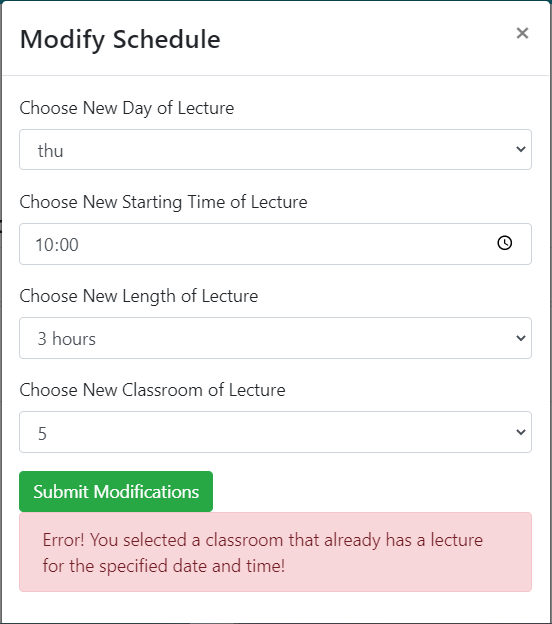 Modify Schedule
×
Choose New Day of Lecture
thu
Choose New Starting Time of Lecture
10:00
Choose New Length of Lecture
3 hours
Choose New Classroom of Lecture
5
Submit Modifications
Error! You selected a classroom that already has a lecture
for the specified date and time!